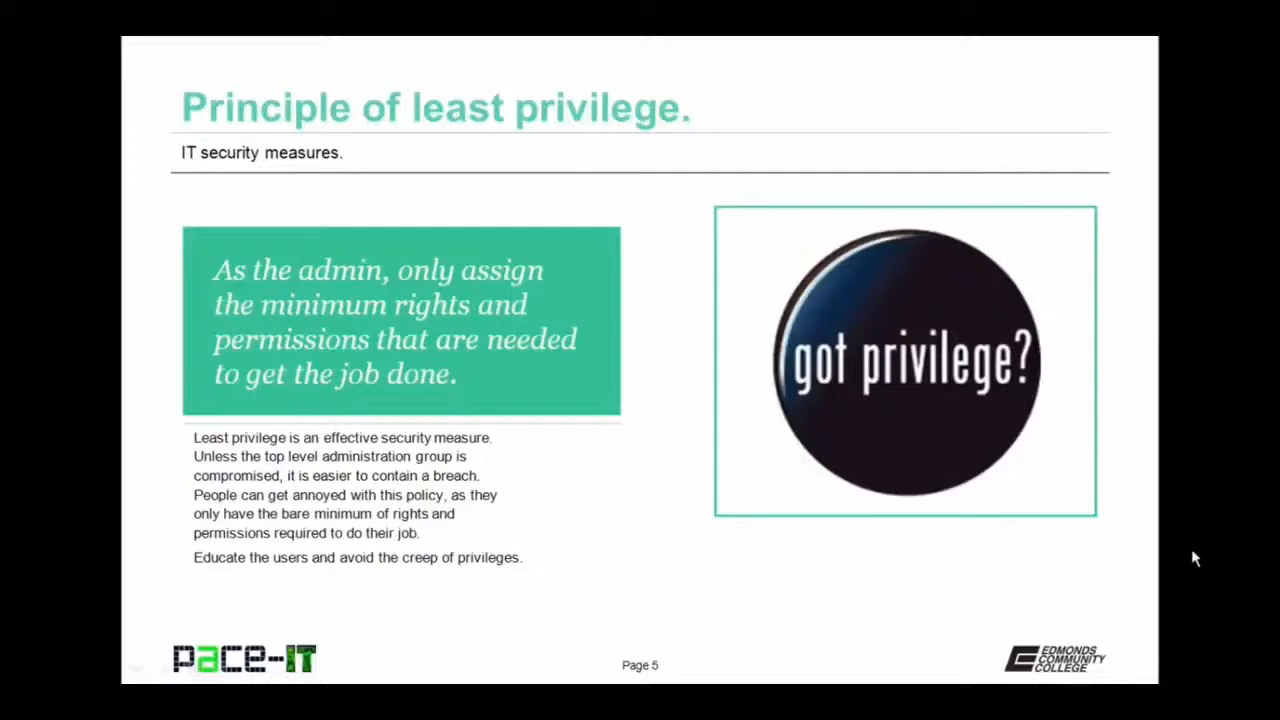 Principle of least privilege.
IT security measures.
As the admin, only assign
the minimum rights and
permissions that are needed
to get the job done.
got privilege?
Least privilege is an effective security measure.
Unless the top level administration group is
compromised, it is easier to contain a breach.
People can get annoyed with this policy, as they
only have the bare minimum of rights and
permissions required to do their job.
Educate the users and avoid the creep of privileges.
pace-IT
Page 5
EDMONDS
COMMUNITY
COLLEGE